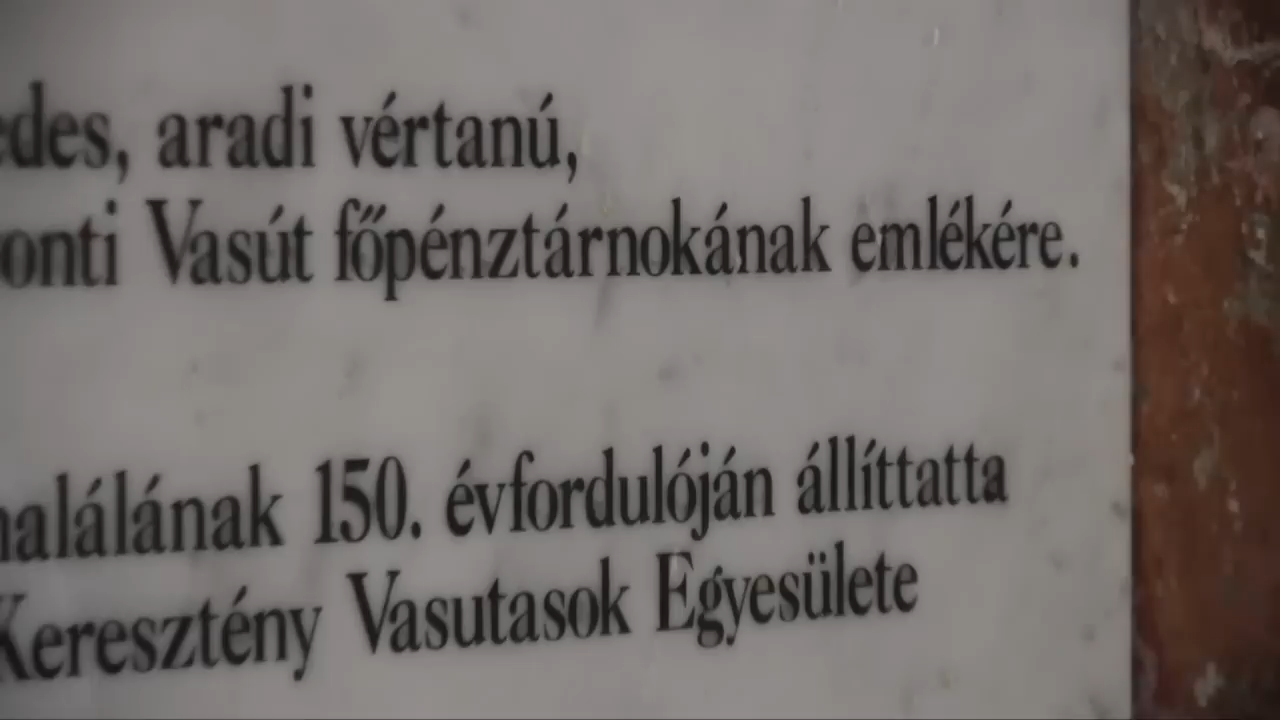 edes, aradi vértanú,
onti Vasút főpénztárnokának emlékére.
halálának 150. évfordulóján állíttatta
Keresztény Vasutasok Egyesülete